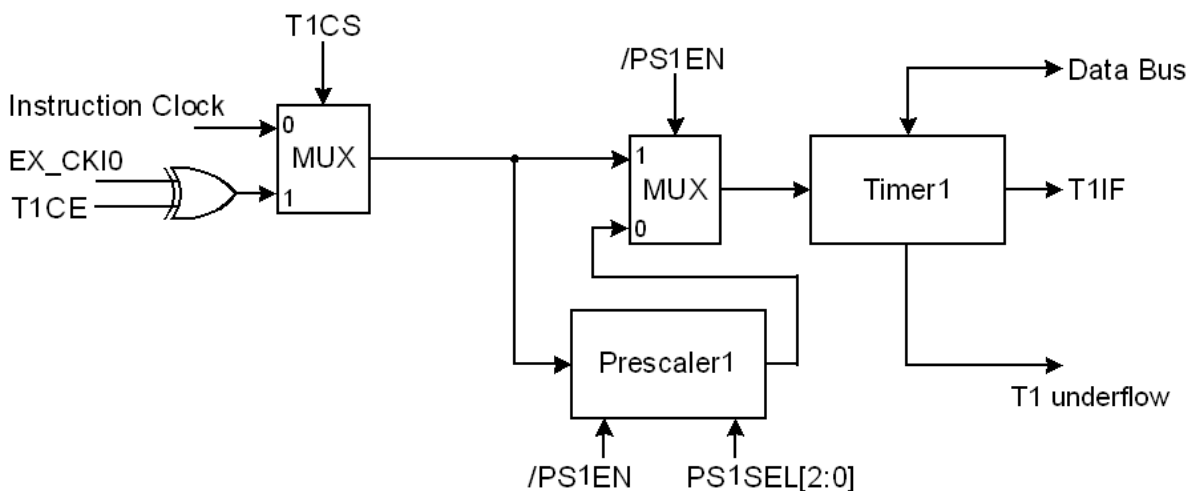 T1CS
/PS1EN
Data Bus
Instruction Clock
0
MUX
EX_CKI0
1
T1CE
1
MUX
0
Timer1
T1IF
Prescaler1
T1 underflow
/PS1EN
PS1SEL[2:0]